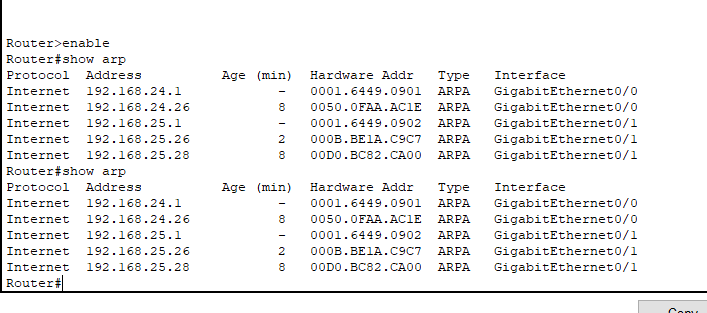 Router>enable
Router#show arp
Protocol  Address          Age (min)  Hardware Addr   Type   Interface
Internet  192.168.24.1            -   0001.6449.0901  ARPA   GigabitEthernet0/0
Internet  192.168.24.26           8   0050.0FAA.AC1E  ARPA   GigabitEthernet0/0
Internet  192.168.25.1            -   0001.6449.0902  ARPA   GigabitEthernet0/1
Internet  192.168.25.26           2   000B.BE1A.C9C7  ARPA   GigabitEthernet0/1
Internet  192.168.25.28           8   00D0.BC82.CA00  ARPA   GigabitEthernet0/1
Router#show arp
Protocol  Address          Age (min)  Hardware Addr   Type   Interface
Internet  192.168.24.1            -   0001.6449.0901  ARPA   GigabitEthernet0/0
Internet  192.168.24.26           8   0050.0FAA.AC1E  ARPA   GigabitEthernet0/0
Internet  192.168.25.1            -   0001.6449.0902  ARPA   GigabitEthernet0/1
Internet  192.168.25.26           2   000B.BE1A.C9C7  ARPA   GigabitEthernet0/1
Internet  192.168.25.28           8   00D0.BC82.CA00  ARPA   GigabitEthernet0/1
Router#